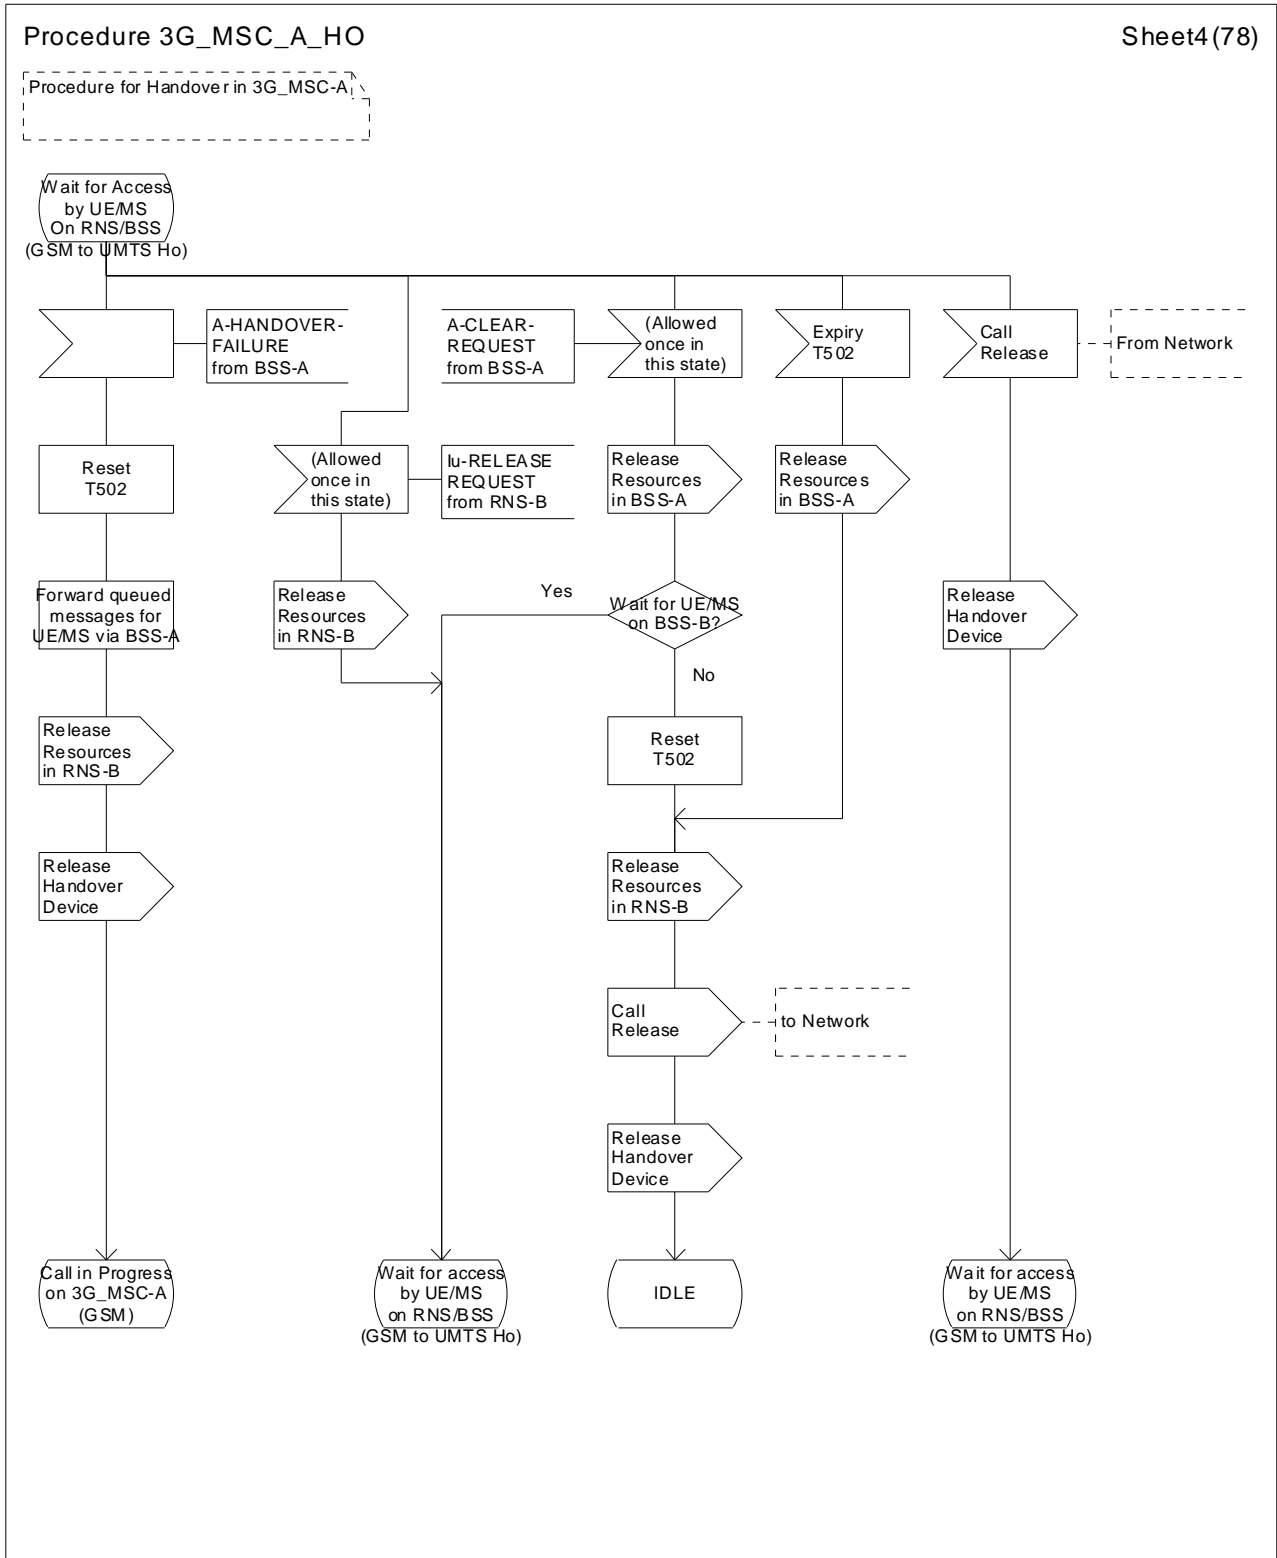 Procedure 3G_MSC_A_HO
Sheet4(78)
Procedure for Handover in 3G_MSC-A
Wait for Access
by UE/MS
On RNS/BSS
(GSM to UMTS Ho)
A-HANDOVER-
FAILURE
from BSS-A
A-CLEAR-
REQUEST
from BSS-A
(Allowed
once in
this state)
Expiry
T502
Call
Release
From Network
Reset
T502
(Allowed
once in
this state)
Iu-RELEASE
REQUEST
from RNS-B
Release
Resources
in BSS-A
Release
Resources
in BSS-A
Forward queued
messages for
UE/MS via BSS-A
Release
Resources
in RNS-B
Yes
Wait for UE/MS
on BSS-B?
No
Release
Handover
Device
Release
Resources
in RNS-B
Reset
T502
Release
Handover
Device
Release
Resources
in RNS-B
Call
Release
to Network
Release
Handover
Device
Call in Progress
on 3G_MSC-A
(GSM)
Wait for access
by UE/MS
on RNS/BSS
(GSM to UMTS Ho)
IDLE
Wait for access
by UE/MS
on RNS/BSS
(GSM to UMTS Ho)